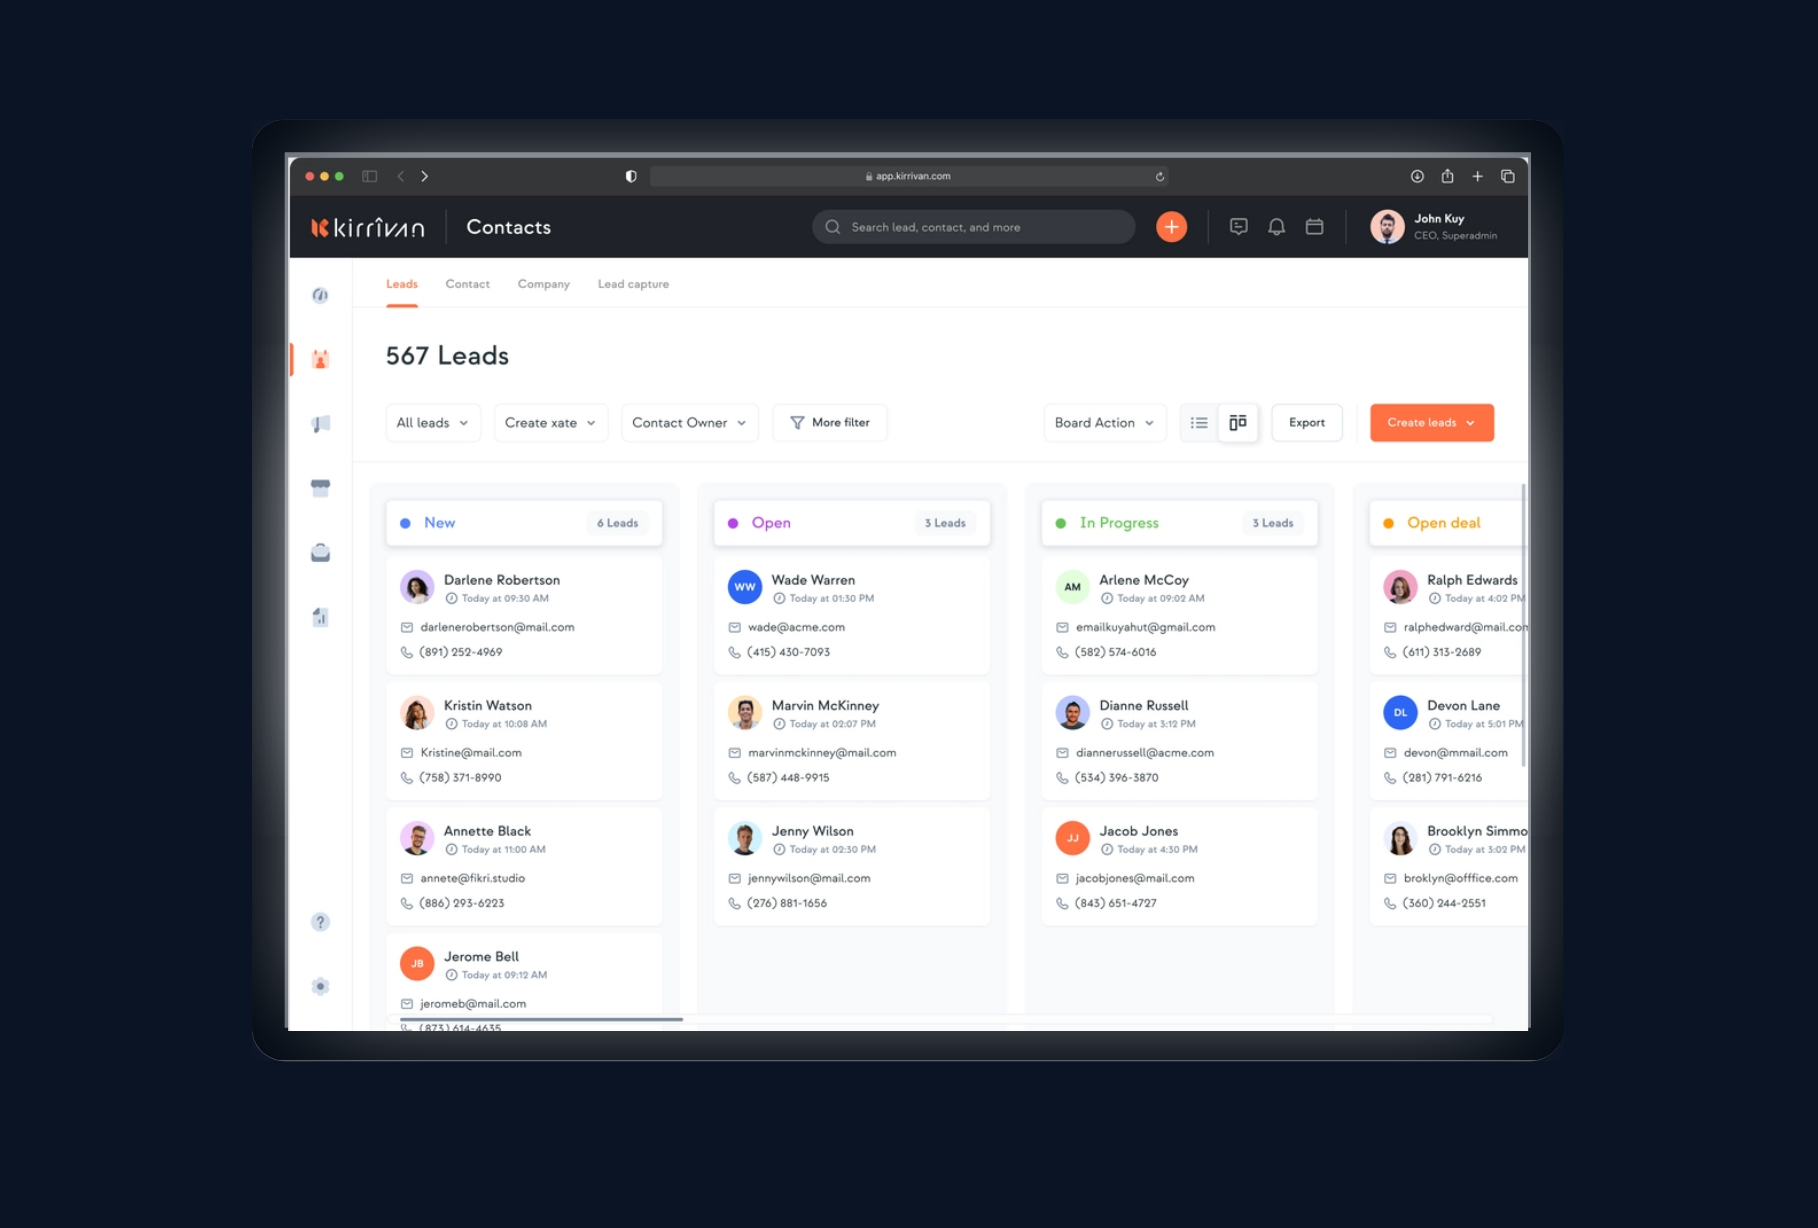 app.kirrivan.com
kirrivan
Contacts
Search lead, contact, and more
John Kuy
CEO, Superadmin
Leads
Contact
Company
Lead capture
567 Leads
All leads
Create xate
Contact Owner
More filter
Board Action
Export
Create leads
New
6 Leads
Darlene Robertson
Today at 09:30 AM
darlenerobertson@mail.com
(891) 252-4969
Kristin Watson
Today at 10:08 AM
Kristine@mail.com
(758) 371-8990
Annette Black
Today at 11:00 AM
annete@fikri.studio
(886) 293-6223
JB
Jerome Bell
Today at 09:12 AM
jeromeb@mail.com
(873) 614-4635
Open
3 Leads
WW
Wade Warren
Today at 01:30 PM
wade@acme.com
(415) 430-7093
Marvin McKinney
Today at 02:07 PM
marvinmckinney@mail.com
(587) 448-9915
Jenny Wilson
Today at 02:30 PM
jennywilson@mail.com
(276) 881-1656
In Progress
3 Leads
AM
Arlene McCoy
Today at 09:02 AM
emailkuyahut@gmail.com
(582) 574-6016
Dianne Russell
Today at 3:12 PM
diannerussell@acme.com
(534) 396-3870
JJ
Jacob Jones
Today at 4:30 PM
jacobjones@mail.com
(843) 651-4727
Open deal
Ralph Edwards
Today at 4:02 PM
ralphedward@mail.com
(611) 313-2689
DL
Devon Lane
Today at 5:01 PM
devon@mmail.com
(281) 791-6216
Brooklyn Simmo
Today at 3:02 PM
broklyn@offfice.com
(360) 244-2551